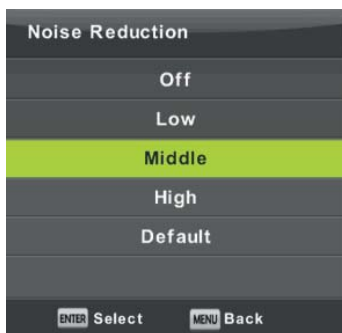 Noise Reduction
Off
Low
Middle
High
Default
ENTER Select MENU Back